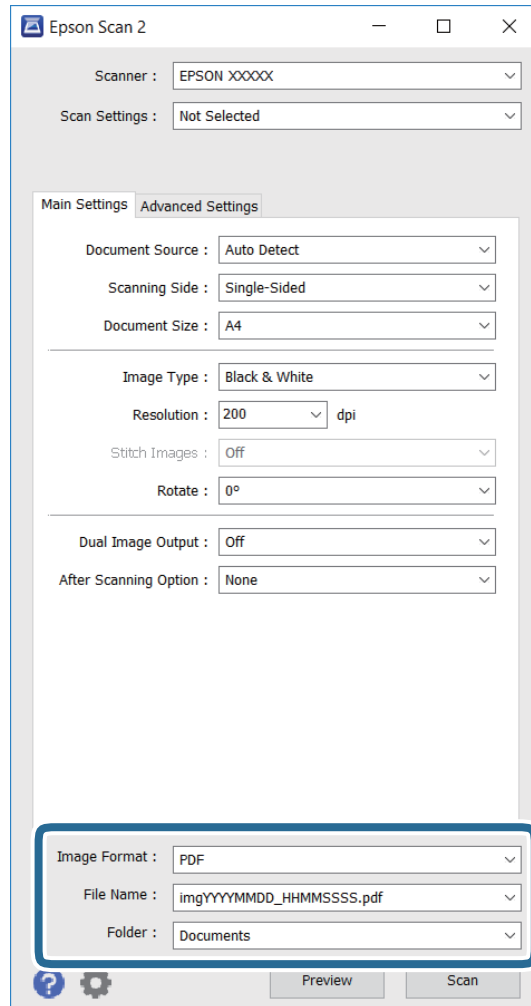 Epson Scan 2
Scanner : EPSON XXXXX
Scan Settings : Not Selected
Main Settings Advanced Settings
Document Source : Auto Detect
Scanning Side : Single-Sided
Document Size : A4
Image Type : Black & White
Resolution : 200 dpi
Stitch Images : Off
Rotate : 0°
Dual Image Output : Off
After Scanning Option : None
Image Format : PDF
File Name : imgYYYYMMDD_HHMMSSSS.pdf
Folder : Documents
? Preview Scan